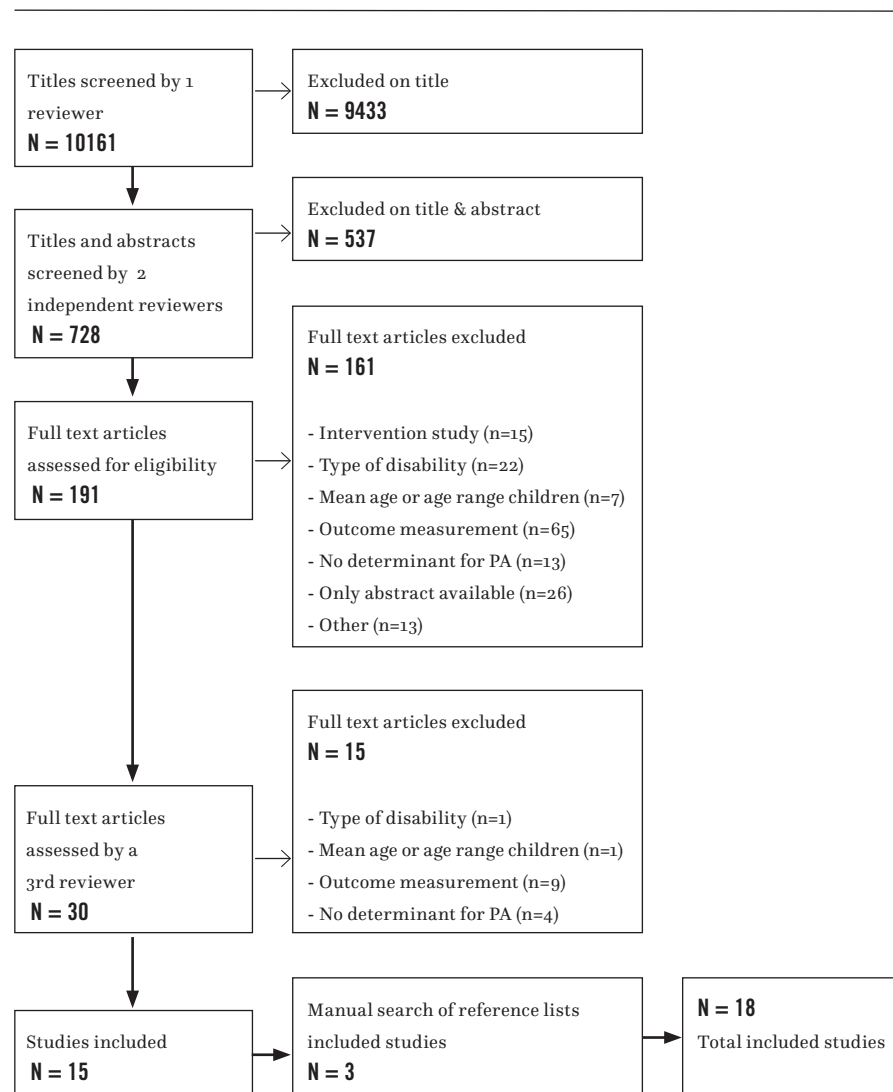 Titles screened by 1
reviewer
N = 10161
Excluded on title
N = 9433
Titles and abstracts
screened by 2
independent reviewers
N = 728
Excluded on title & abstract
N = 537
Full text articles
assessed for eligibility
N = 191
Full text articles excluded
N = 161
- Intervention study (n=15)
- Type of disability (n=22)
- Mean age or age range children (n=7)
- Outcome measurement (n=65)
- No determinant for PA (n=13)
- Only abstract available (n=26)
- Other (n=13)
Full text articles
assessed by a
3rd reviewer
N = 30
Full text articles excluded
N = 15
- Type of disability (n=1)
- Mean age or age range children (n=1)
- Outcome measurement (n=9)
- No determinant for PA (n=4)
Studies included
N = 15
Manual search of reference lists
included studies
N = 3
N = 18
Total included studies